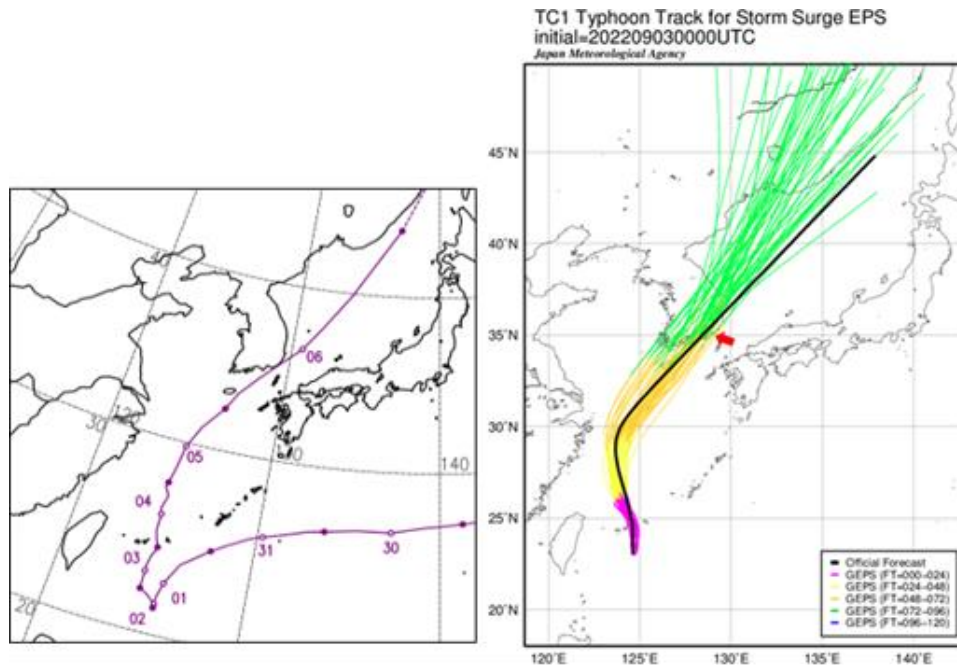 TC1 Typhoon Track for Storm Surge EPS
initial=202209030000UTC
Japan Meteorological Agency
45°N
40°N
35°N
30°N
25°N
20°N
120°E
125°E
130°E
135°E
140°E
Official Forecast
GEPS (FT=000-024)
GEPS (FT=024-048)
GEPS (FT=048-072)
GEPS (FT=072-096)
GEPS (FT=096-120)
06
30
05
140
04
03
31
30
01
02
20